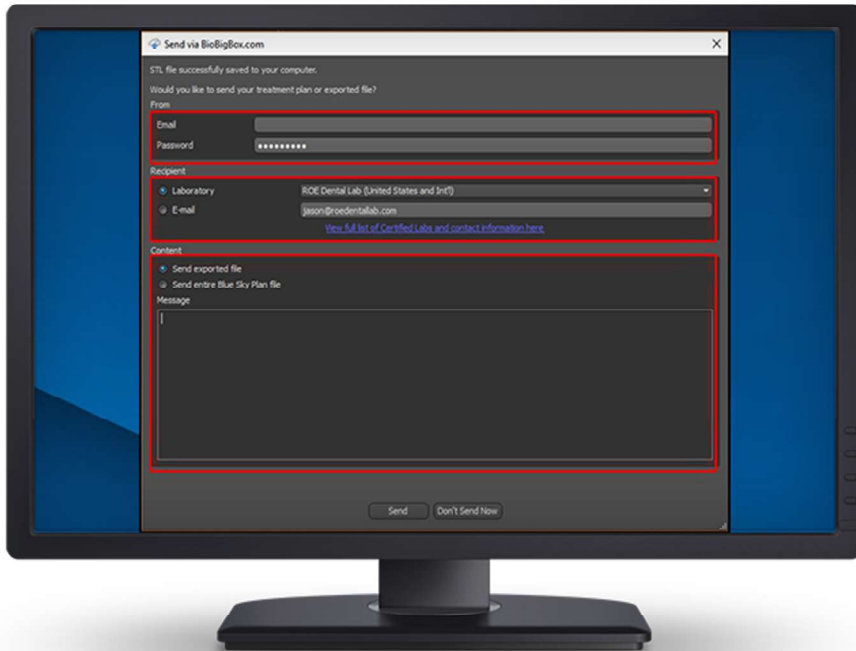 Send via BioBigBox.com
STL file successfully saved to your computer.
Would you like to send your treatment plan or exported file?
From
Email
Password •••••••••
Recipient
Laboratory ROE Dental Lab (United States and Int'l)
E-mail jason@roedentallab.com
View full list of Certified Labs and contact information here
Content
Send exported file
Send entire Blue Sky Plan file
Message
Send Don't Send Now